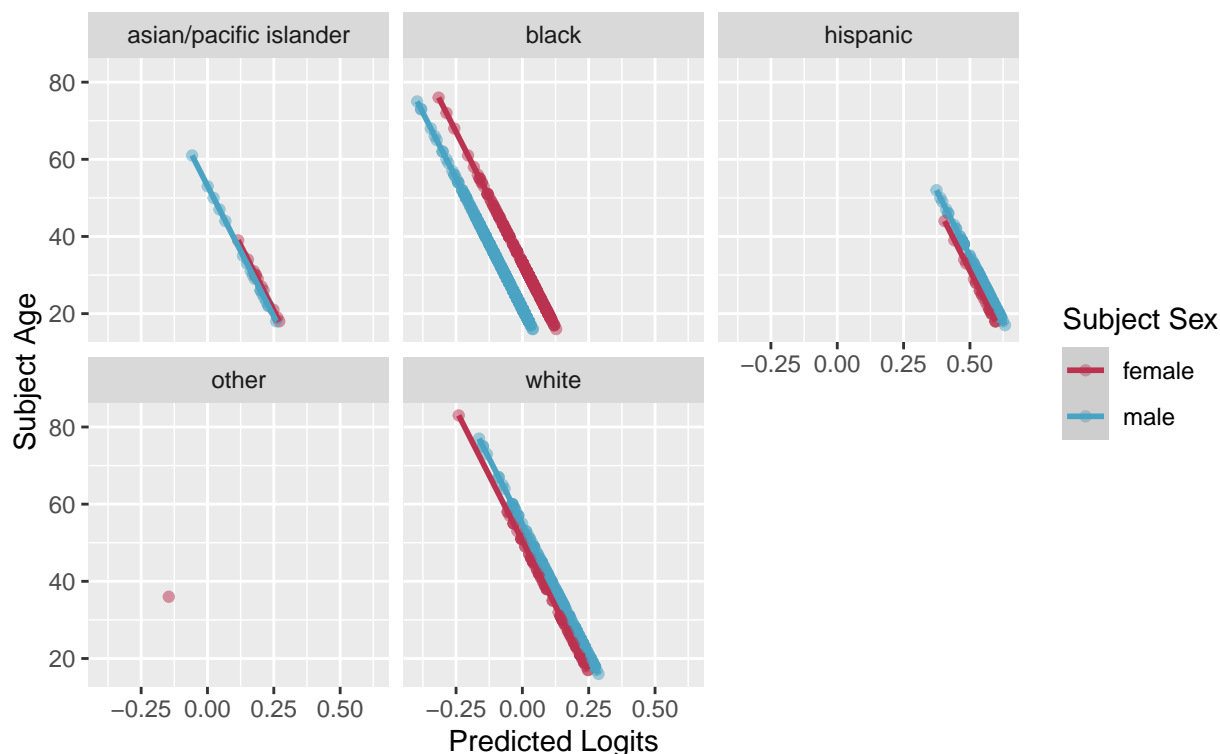 asian/pacific islander
black
hispanic
80
60
40
20
−0.25 0.00 0.25 0.50
other
white
80
60
40
20
−0.25 0.00 0.25 0.50
−0.25 0.00 0.25 0.50
Subject Age
Predicted Logits
Subject Sex
female
male